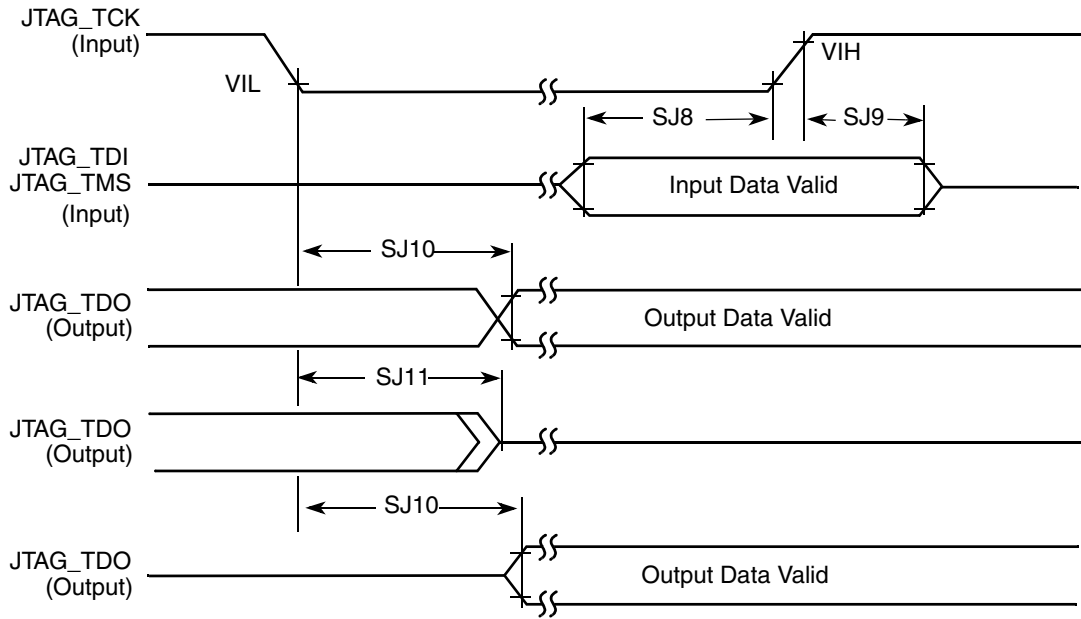 JTAG_TCK
(Input)
VIL
VIH
SJ8
SJ9
JTAG_TDI
JTAG_TMS
(Input)
Input Data Valid
SJ10
JTAG_TDO
(Output)
Output Data Valid
SJ11
JTAG_TDO
(Output)
SJ10
JTAG_TDO
(Output)
Output Data Valid